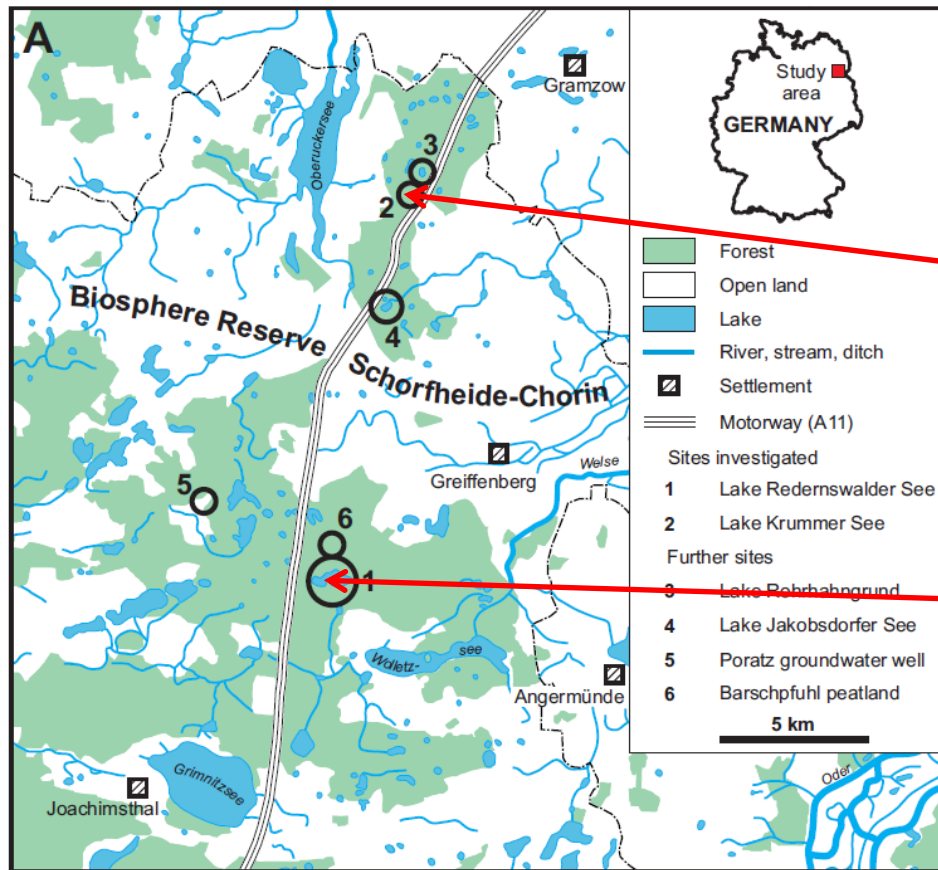 A
Gramzow
Oberuckersee
3
2
Biosphere Reserve
4
Schorfheide-Chorin
Greiffenberg
Welse
5
6
1
Wolletz-
see
Angermünde
Grimnitzsee
Joachimsthal
Oder
Study
area
GERMANY
Forest
Open land
Lake
River, stream, ditch
Settlement
Motorway (A11)
Sites investigated
1 Lake Redernswalder See
2 Lake Krummer See
Further sites
3 Lake Rohrhahngrund
4 Lake Jakobsdorfer See
5 Poratz groundwater well
6 Barschpfuhl peatland
5 km